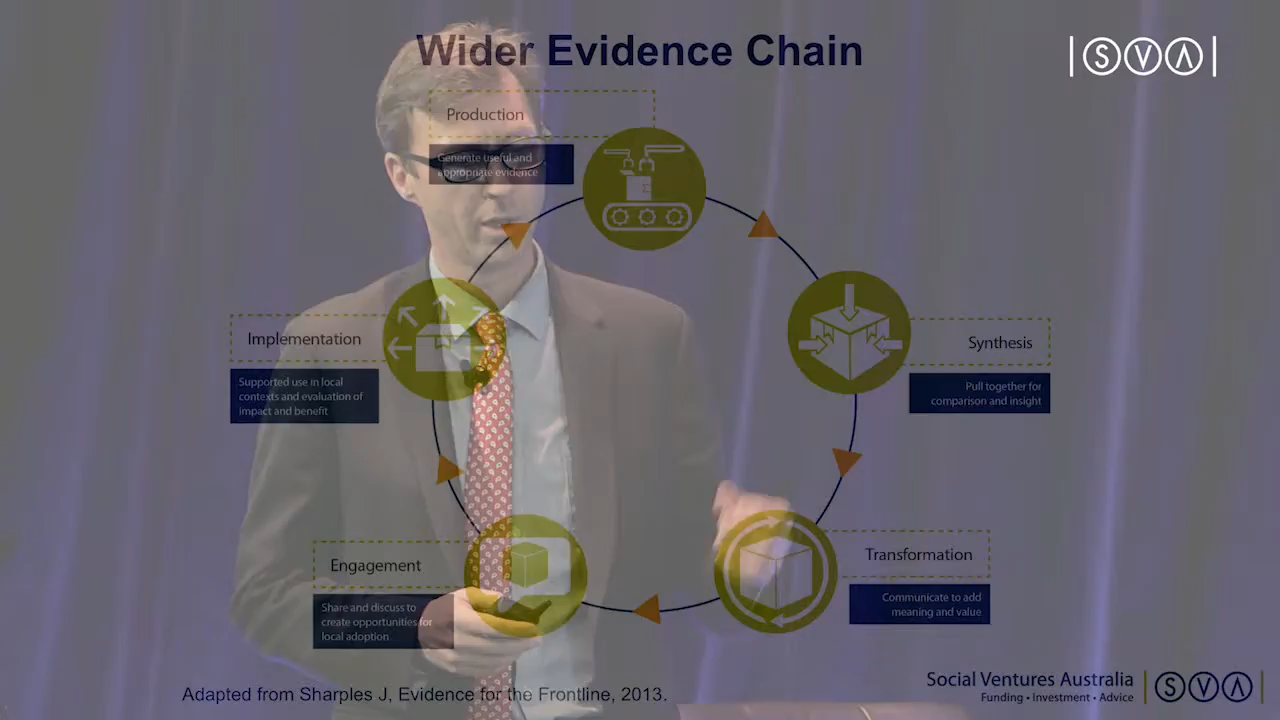 Wider Evidence Chain
SVA
Production
Generate useful and
appropriate evidence
Implementation
Supported use in local
contexts and evaluation of
impact and benefit
Synthesis
Pull together for
comparison and insight
Engagement
Share and discuss to
create opportunities for
local adoption
Transformation
Communicate to add
meaning and value
Adapted from Sharples J, Evidence for the Frontline, 2013.
Social Ventures Australia
Funding • Investment • Advice
SVA